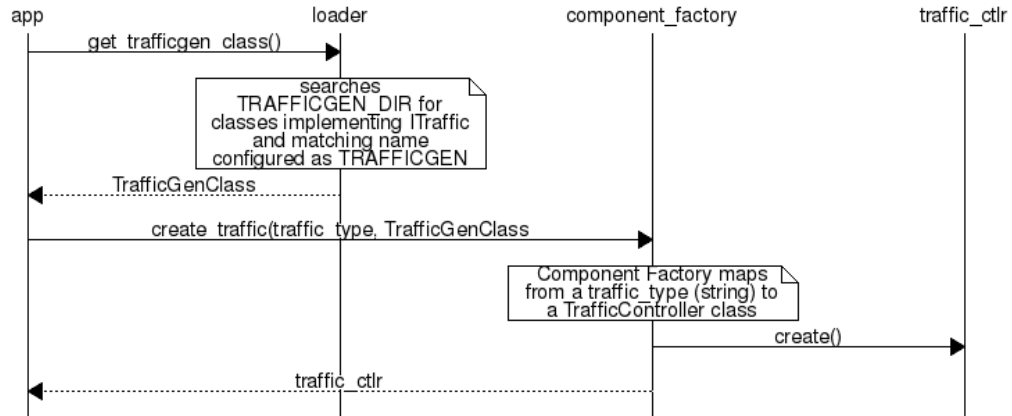 app
loader
component_factory
traffic_ctlr
get_trafficgen_class()
searches
TRAFFICGEN_DIR for
classes implementing ITraffic
and matching name
configured as TRAFFICGEN
TrafficGenClass
create_traffic(traffic_type, TrafficGenClass
Component Factory maps
from a traffic_type (string) to
a TrafficController class
create()
traffic_ctlr